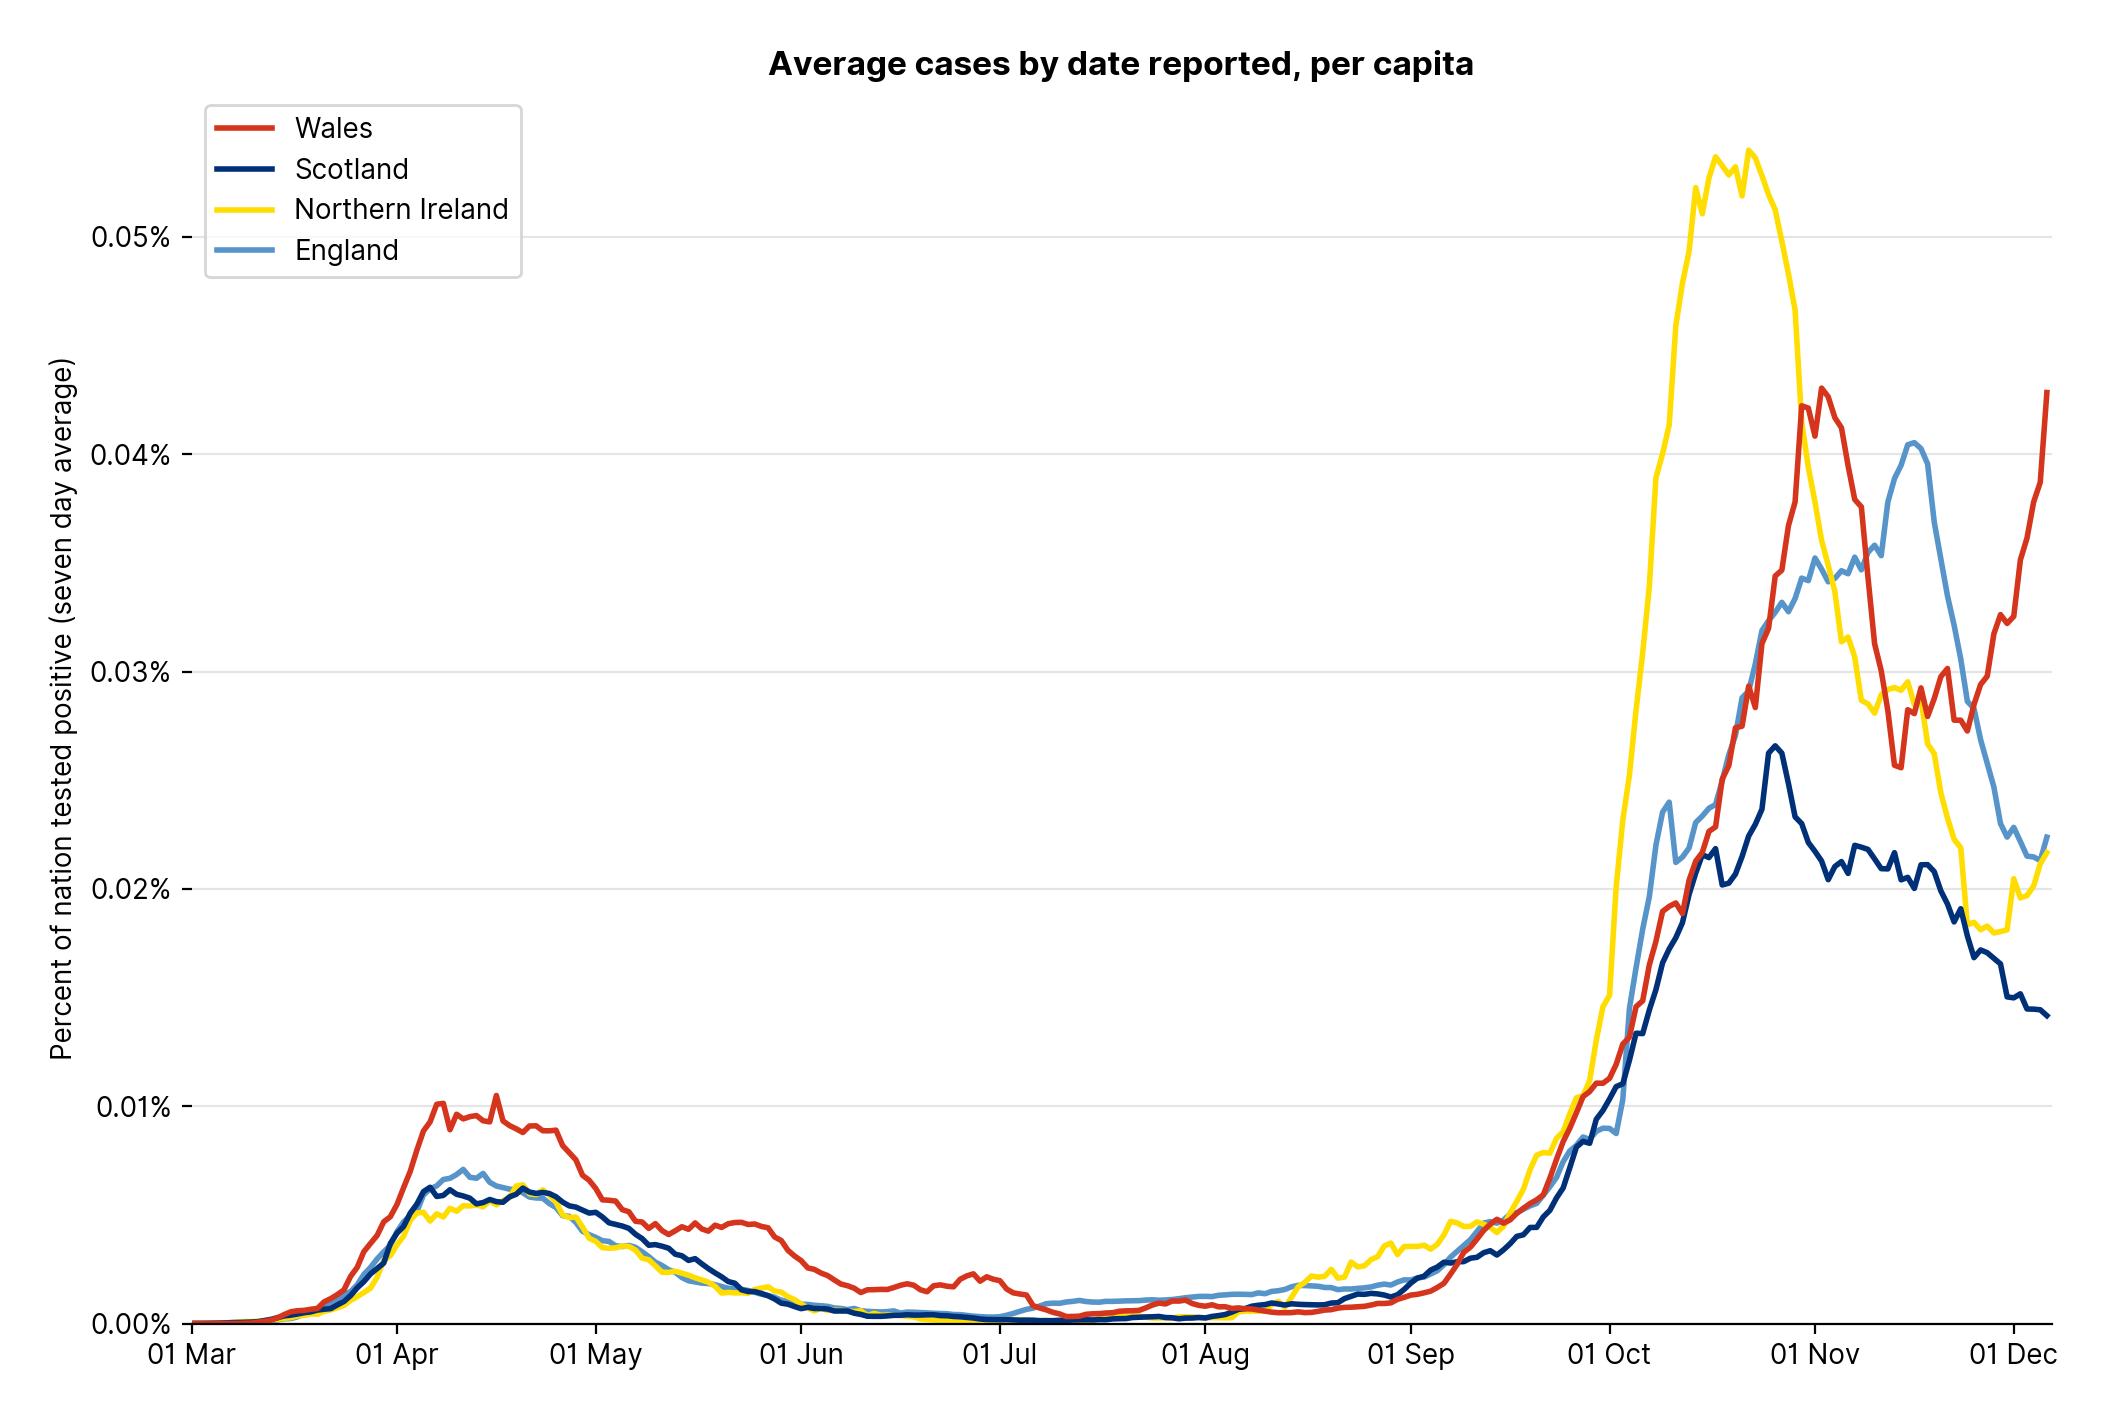 Average cases by date reported, per capita
Wales
Scotland
Northern Ireland
England
Percent of nation tested positive (seven day average)
0.05%
0.04%
0.03%
0.02%
0.01%
0.00%
01 Mar
01 Apr
01 May
01 Jun
01 Jul
01 Aug
01 Sep
01 Oct
01 Nov
01 Dec